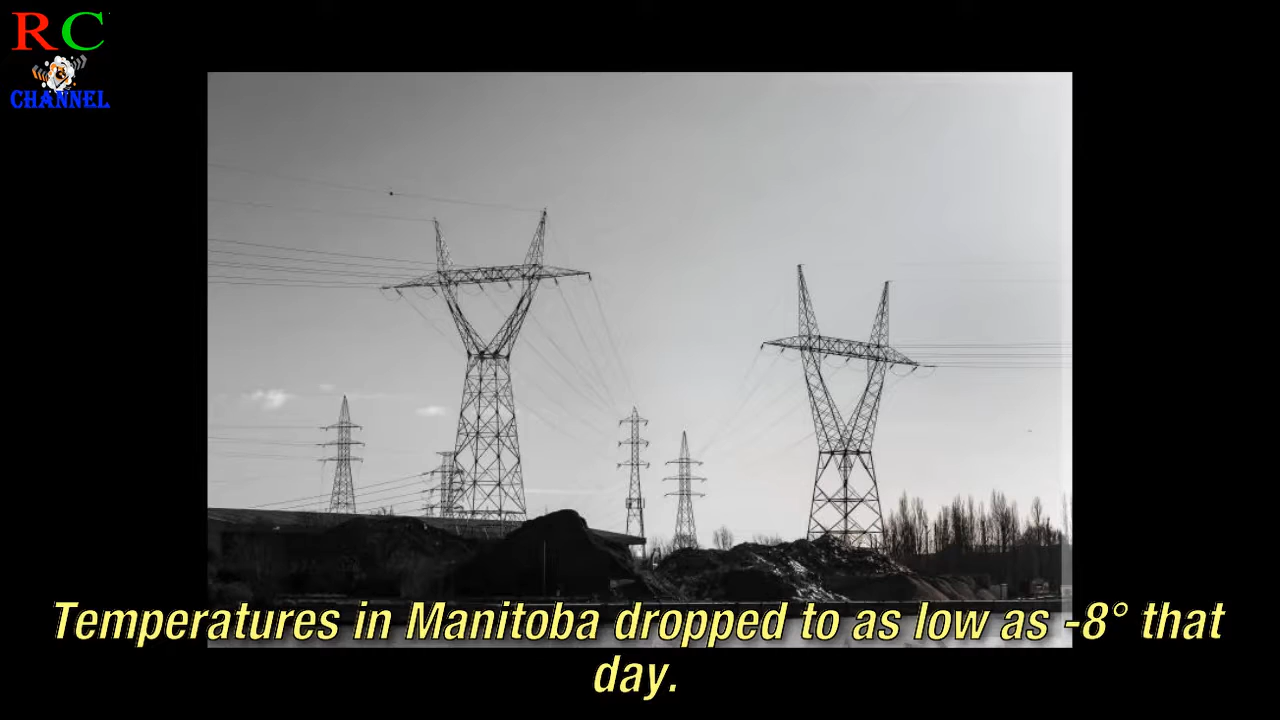 RC
CHANNEL
Temperatures in Manitoba dropped to as low as -8° that
day.